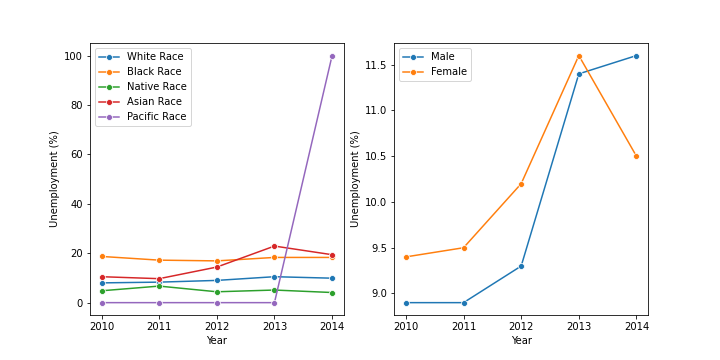 White Race
Black Race
Native Race
Asian Race
Pacific Race
100
80
60
40
20
0
Unemployment (%)
2010 2011 2012 2013 2014
Year
Male
Female
11.5
11.0
10.5
10.0
9.5
9.0
Unemployment (%)
2010 2011 2012 2013 2014
Year